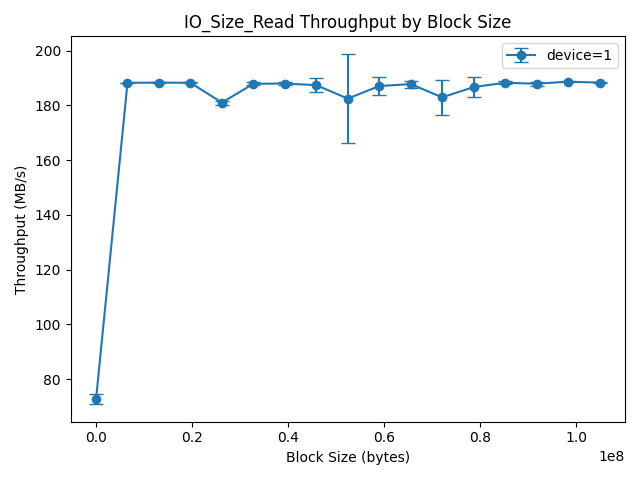 IO_Size_Read Throughput by Block Size
device=1
Throughput (MB/s)
200
180
160
140
120
100
80
0.0 0.2 0.4 0.6 0.8 1.0
1e8
Block Size (bytes)